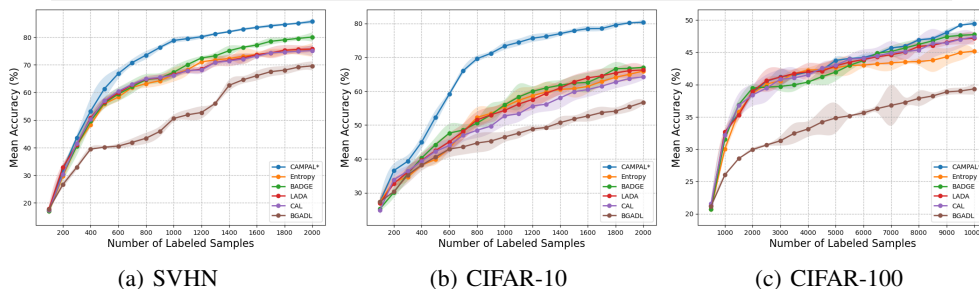 90
80
70
60
50
40
30
20
Mean Accuracy (%)
200 400 600 800 1000 1200 1400 1600 1800 2000
Number of Labeled Samples
CAMPAL*
Entropy
BADGE
LADA
CAL
BGADL
(a) SVHN
80
70
60
50
40
30
Mean Accuracy (%)
200 400 600 800 1000 1200 1400 1600 1800 2000
Number of Labeled Samples
CAMPAL*
Entropy
BADGE
LADA
CAL
BGADL
(b) CIFAR-10
50
45
40
35
30
25
20
Mean Accuracy (%)
1000 2000 3000 4000 5000 6000 7000 8000 9000 1000
Number of Labeled Samples
CAMPAL*
Entropy
BADGE
LADA
CAL
BGADL
(c) CIFAR-100